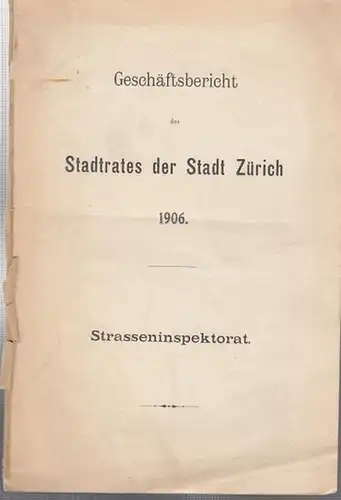 Geschäftsbericht
des
Stadtrates der Stadt Zürich
1906.
Strasseninspektorat.